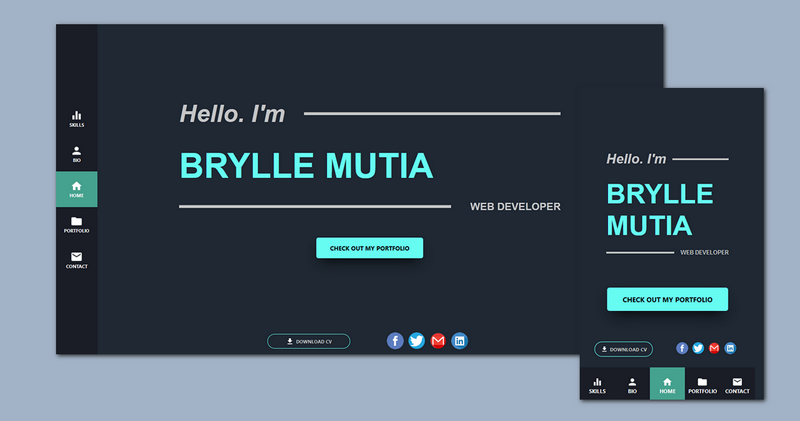 SKILLS
BIO
HOME
PORTFOLIO
CONTACT
Hello. I'm
BRYLLE MUTIA
WEB DEVELOPER
CHECK OUT MY PORTFOLIO
DOWNLOAD CV
Hello. I'm
BRYLLE
MUTIA
WEB DEVELOPER
CHECK OUT MY PORTFOLIO
DOWNLOAD CV
SKILLS BIO HOME PORTFOLIO CONTACT